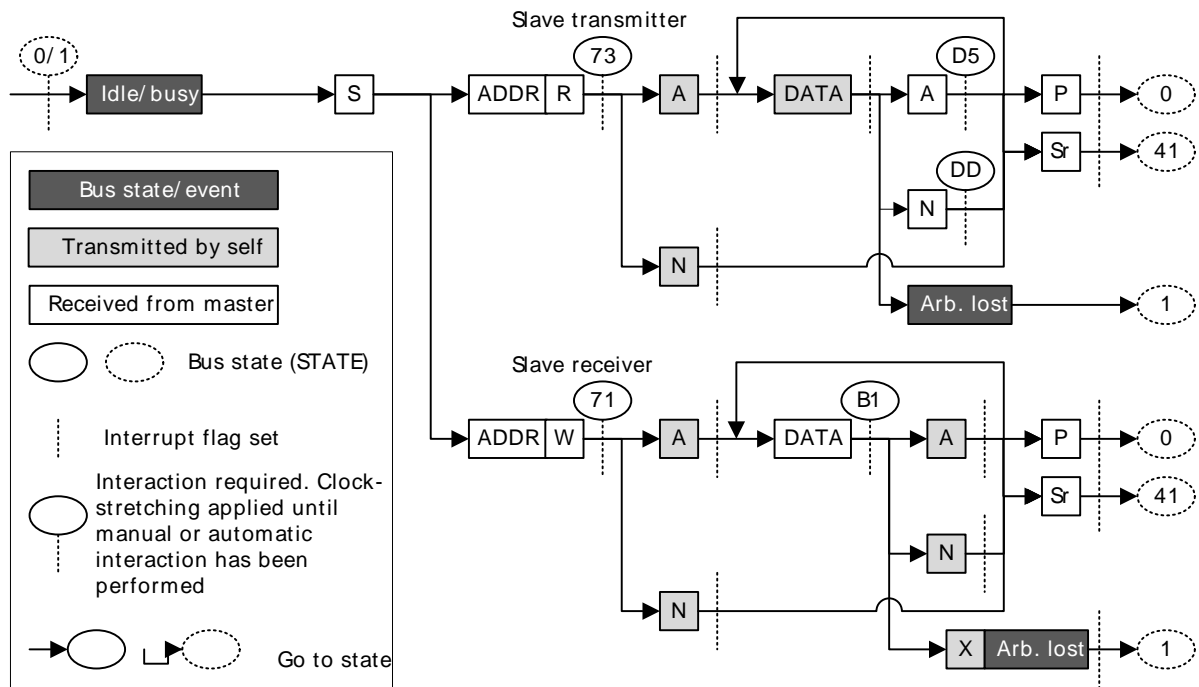 Slave transmitter
0/1
73
D5
Idle/busy
S
ADDR R
A
DATA
A
P
0
Sr
41
DD
N
N
Arb. lost
1
Bus state/event
Transmitted by self
Received from master
Bus state (STATE)
Interrupt flag set
Interaction required. Clock-
stretching applied until
manual or automatic
interaction has been
performed
Go to state
Slave receiver
71
B1
ADDR W
A
DATA
A
P
0
Sr
41
N
N
X Arb. lost
1